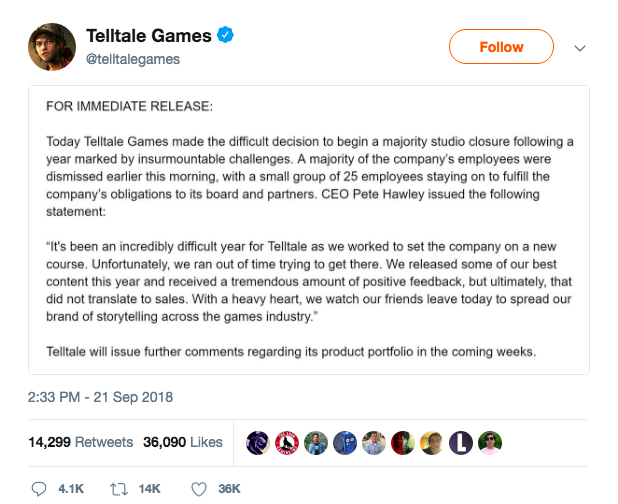 Telltale Games
@telltalegames
Follow
FOR IMMEDIATE RELEASE:
Today Telltale Games made the difficult decision to begin a majority studio closure following a
year marked by insurmountable challenges. A majority of the company's employees were
dismissed earlier this morning, with a small group of 25 employees staying on to fulfill the
company's obligations to its board and partners. CEO Pete Hawley issued the following
statement:
“It's been an incredibly difficult year for Telltale as we worked to set the company on a new
course. Unfortunately, we ran out of time trying to get there. We released some of our best
content this year and received a tremendous amount of positive feedback, but ultimately, that
did not translate to sales. With a heavy heart, we watch our friends leave today to spread our
brand of storytelling across the games industry.”
Telltale will issue further comments regarding its product portfolio in the coming weeks.
2:33 PM - 21 Sep 2018
14,299 Retweets 36,090 Likes
L
4.1K 14K 36K